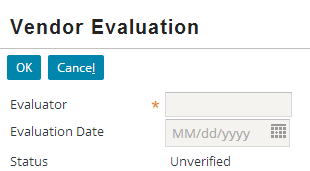 Vendor Evaluation
OK Cancel
Evaluator *
Evaluation Date MM/dd/yyyy
Status Unverified